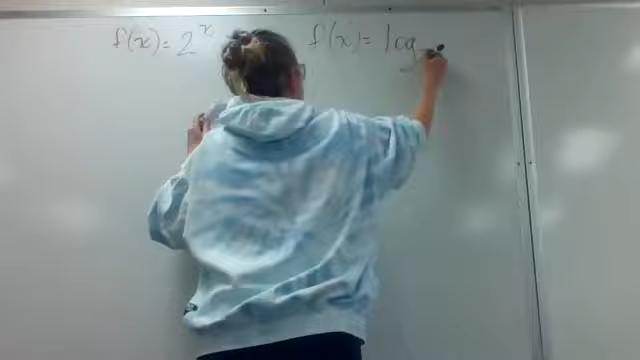 f(x) = 2^x f(x) = log